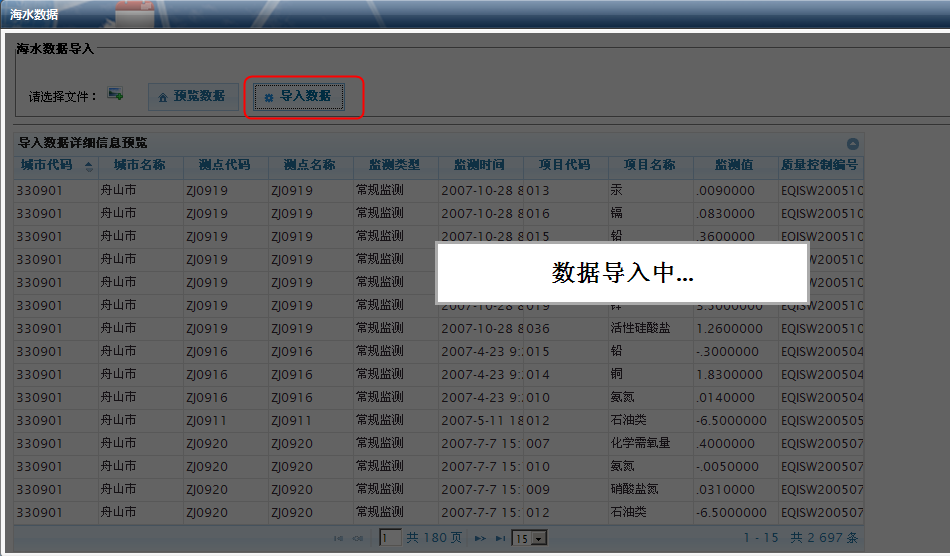 海水数据
海水数据导入
请选择文件： 预览数据 导入数据
导入数据详细信息预览
城市代码 城市名称 测点代码 测点名称 监测类型 监测时间 项目代码 项目名称 监测值 质量控制编号
330901 舟山市 ZJ0919 ZJ0919 常规监测 2007-10-28 8 013 汞 .0090000 EQISW200510
330901 舟山市 ZJ0919 ZJ0919 常规监测 2007-10-28 8 016 镉 .0830000 EQISW200510
330901 舟山市 ZJ0919 ZJ0919 常规监测 2007-10-28 8 015 铅 .3600000 EQISW200510
330901 舟山市 ZJ0919 ZJ0919 常规监测 EQISW200510
330901 舟山市 ZJ0919 ZJ0919 常规监测 数据导入中... EQISW200510
330901 舟山市 ZJ0919 ZJ0919 常规监测 2007-10-28 8 019 锌 EQISW200510
330901 舟山市 ZJ0919 ZJ0919 常规监测 2007-10-28 8 036 活性硅酸盐 1.2600000 EQISW200510
330901 舟山市 ZJ0916 ZJ0916 常规监测 2007-4-23 9: 015 铅 -.3000000 EQISW200504
330901 舟山市 ZJ0916 ZJ0916 常规监测 2007-4-23 9: 014 铜 1.8300000 EQISW200504
330901 舟山市 ZJ0916 ZJ0916 常规监测 2007-4-23 9: 010 氨氮 .0140000 EQISW200504
330901 舟山市 ZJ0911 ZJ0911 常规监测 2007-5-11 18 012 石油类 -6.5000000 EQISW200505
330901 舟山市 ZJ0920 ZJ0920 常规监测 2007-7-7 15: 007 化学需氧量 .4000000 EQISW200507
330901 舟山市 ZJ0920 ZJ0920 常规监测 2007-7-7 15: 010 氨氮 -.0050000 EQISW200507
330901 舟山市 ZJ0920 ZJ0920 常规监测 2007-7-7 15: 009 硝酸盐氮 .0310000 EQISW200507
330901 舟山市 ZJ0920 ZJ0920 常规监测 2007-7-7 15: 012 石油类 -6.5000000 EQISW200507
1 共 180 页 15 1 - 15 共 2 697 条